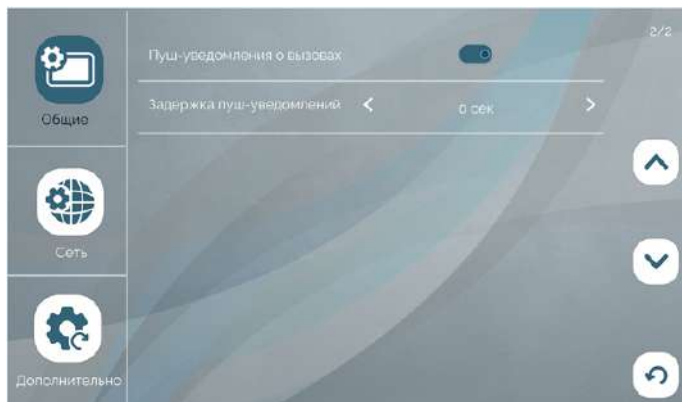 2/2
Пуш-уведомления о вызовах
Задержка пуш-уведомлений
0 сек
Общие
Сеть
Дополнительно